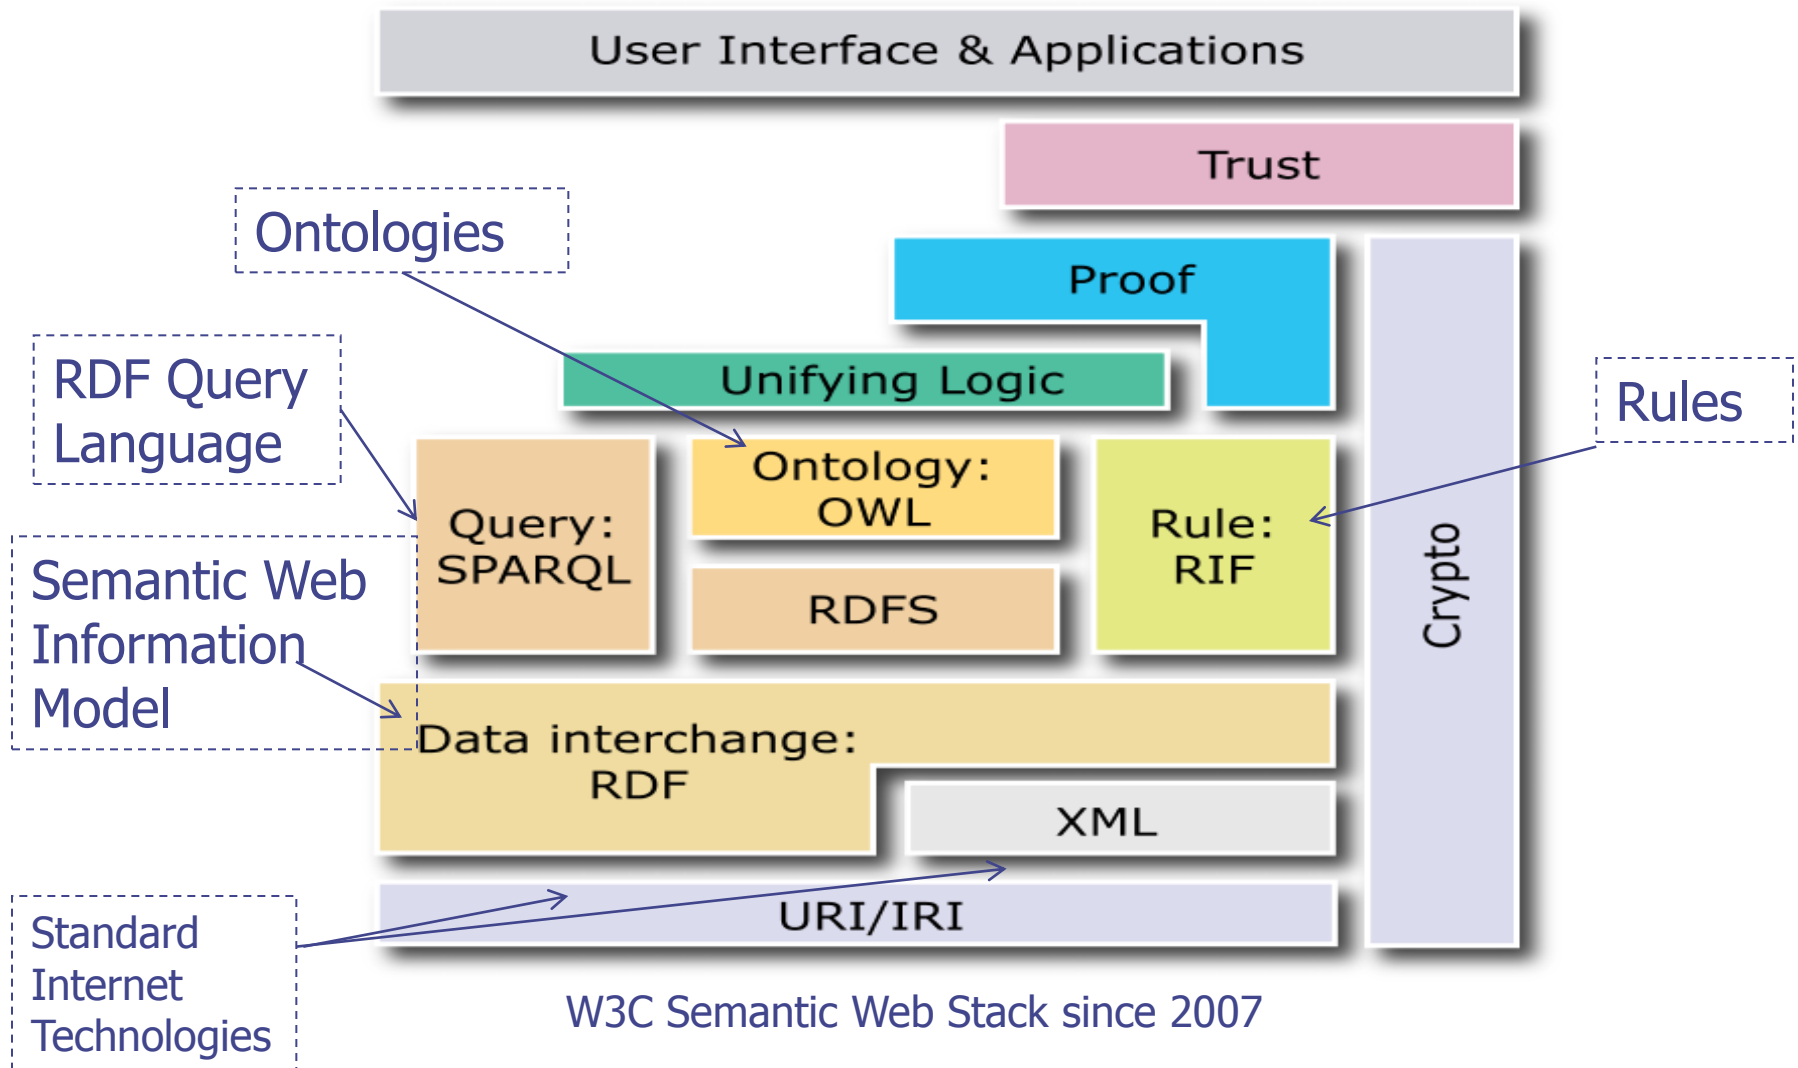 User Interface & Applications
Trust
Ontologies
Proof
RDF Query
Language
Unifying Logic
Rules
Ontology:
OWL
Query:
SPARQL
Rule:
RIF
Crypto
Semantic Web
Information
Model
RDFS
Data interchange:
RDF
XML
URI/IRI
Standard
Internet
Technologies
W3C Semantic Web Stack since 2007